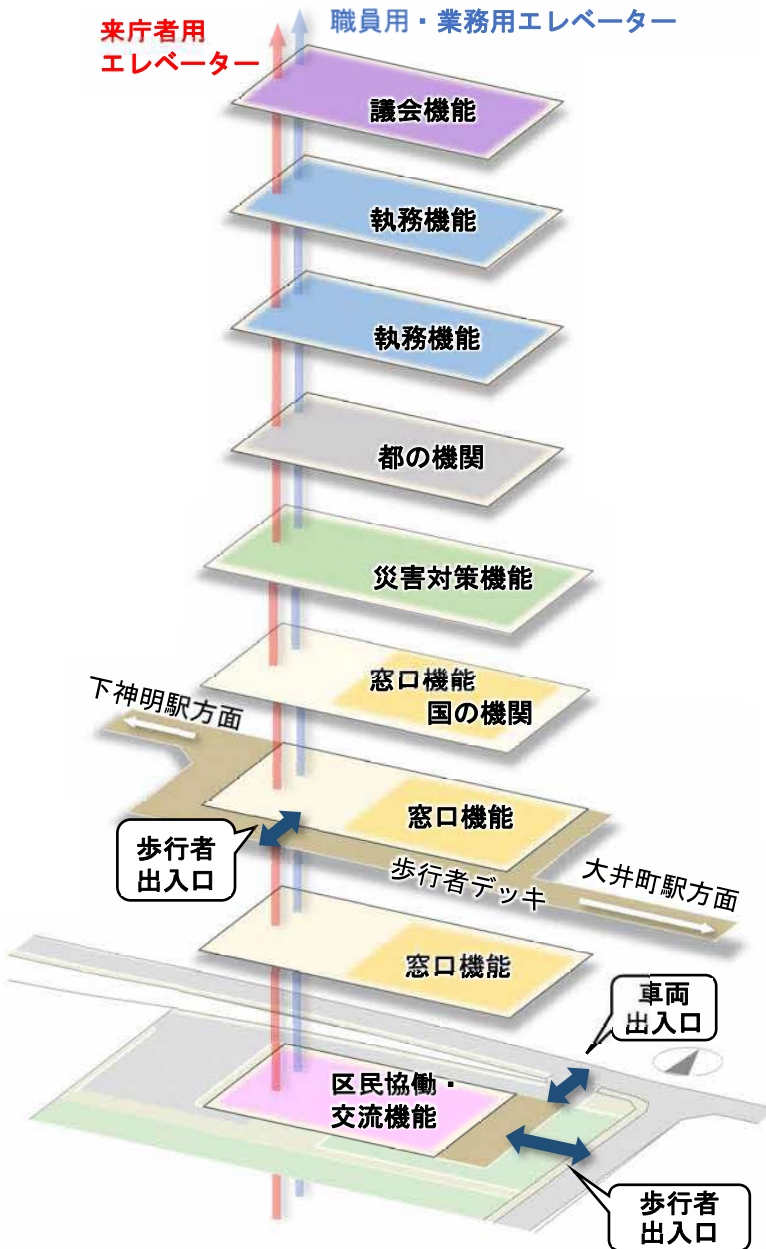 来庁者用
エレベーター
職員用・業務用エレベーター
議会機能
執務機能
執務機能
都の機関
災害対策機能
窓口機能
国の機関
下神明駅方面
窓口機能
歩行者
出入口
歩行者デッキ
大井町駅方面
窓口機能
車両
出入口
区民協働・
交流機能
歩行者
出入口